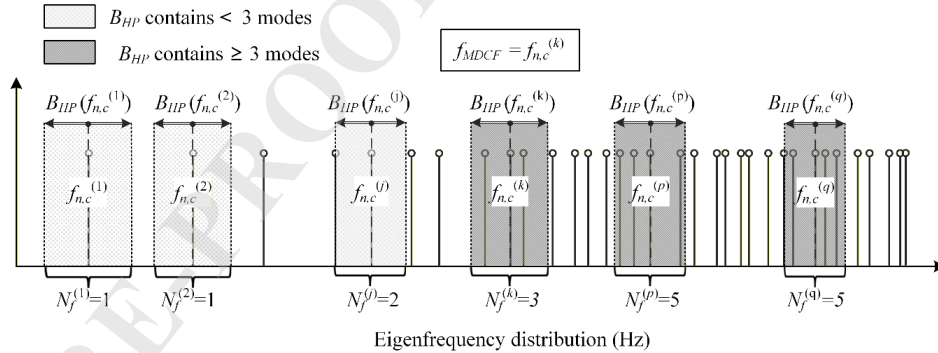 B_HP contains < 3 modes
B_HP contains ≥ 3 modes
f_MDCF = f_n,c^(k)
B_HP(f_n,c^(1)) B_HP(f_n,c^(2)) B_HP(f_n,c^(j)) B_HP(f_n,c^(k)) B_HP(f_n,c^(p)) B_HP(f_n,c^(q))
f_n,c^(1) f_n,c^(2) f_n,c^(j) f_n,c^(k) f_n,c^(p) f_n,c^(q)
N_f^(1)=1 N_f^(2)=1 N_f^(j)=2 N_f^(k)=3 N_f^(p)=5 N_f^(q)=5
Eigenfrequency distribution (Hz)
RE-PROO